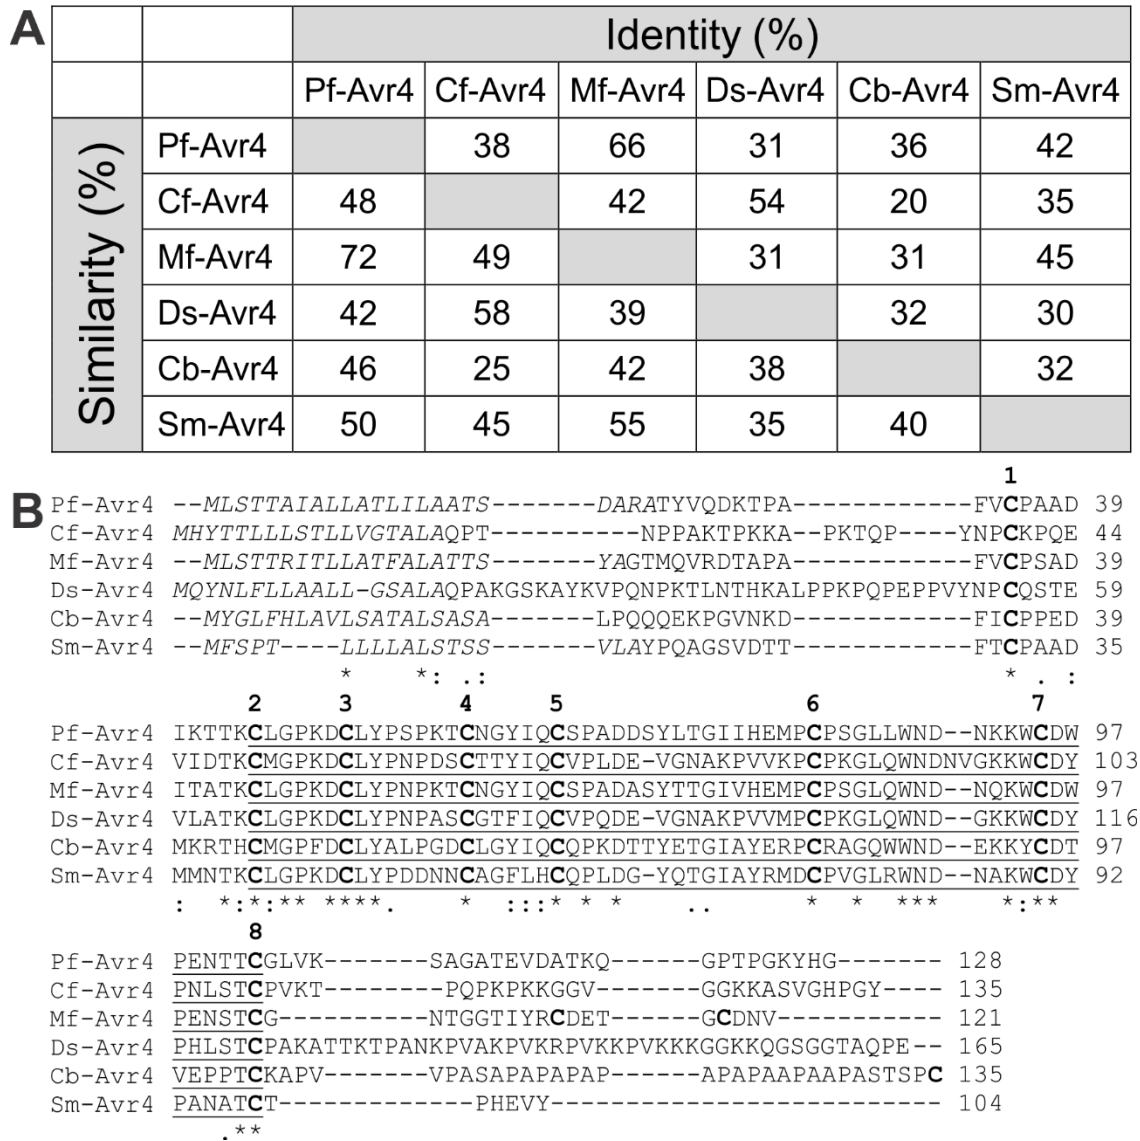 A
Identity (%)
Pf-Avr4 Cf-Avr4 Mf-Avr4 Ds-Avr4 Cb-Avr4 Sm-Avr4
Similarity (%)
Pf-Avr4 38 66 31 36 42
Cf-Avr4 48 42 54 20 35
Mf-Avr4 72 49 31 31 45
Ds-Avr4 42 58 39 32 30
Cb-Avr4 46 25 42 38 32
Sm-Avr4 50 45 55 35 40
B
1
Pf-Avr4 --MLSTTAIALLATLILAATS-------DARATYVQDKTPA------------FVCPAAD 39
Cf-Avr4 MHYTTLLLSTLLVGTALAQPT----------NPPAKTPKKA--PKTQP----YNPCKPQE 44
Mf-Avr4 --MLSTTRITLLATFALATTS-------YAGTMQVRDTAPA------------FVCPSAD 39
Ds-Avr4 MQYNLFLLAALL-GSALAQPAKGSKAYKVPQNPKTLNTHKALPPKPQPEPPVYNPCQSTE 59
Cb-Avr4 --MYGLFHLAVLSATALSASA-------LPQQQEKPGVNKD------------FICPPED 39
Sm-Avr4 --MFSPT----LLLLALSTSS-------VLAYPQAGSVDTT------------FTCPAAD 35
* *: .: * . :
2 3 4 5 6 7
Pf-Avr4 IKTTKCLGPKDCLYPSPKTCNGYIQCSPADDSYLTGIIHEMPCPSGLLWND--NKKWCDW 97
Cf-Avr4 VIDTKCMGPKDCLYPNPDSCTTYIQCVPLDE-VGNAKPVVKPCPKGLQWNDNVGKKWCDY 103
Mf-Avr4 ITATKCLGPKDCLYPNPKTCNGYIQCSPADASYTTGIVHEMPCPSGLQWND--NQKWCDW 97
Ds-Avr4 VLATKCLGPKDCLYPNPASCGTFIQCVPQDE-VGNAKPVVMPCPKGLQWND--GKKWCDY 116
Cb-Avr4 MKRTHCMGPFDCLYALPGDCLGYIQCQPKDTTYETGIAYERPCRAGQWWND--EKKYCDT 97
Sm-Avr4 MMNTKCLGPKDCLYPDDNNCAGFLHCQPLDG-YQTGIAYRMDCPVGLRWND--NAKWCDY 92
: *:*:** ****. * :::* * * .. * * *** *:**
8
Pf-Avr4 PENTTCGLVK-------SAGATEVDATKQ------GPTPGKYHG------- 128
Cf-Avr4 PNLSTCPVKT--------PQPKPKKGGV-------GGKKASVGHPGY---- 135
Mf-Avr4 PENSTCG----------NTGGTIYRCDET------GCDNV----------- 121
Ds-Avr4 PHLSTCPAKATTKTPANKPVAKPVKRPVKKPVKKKGGKKQGSGGTAQPE-- 165
Cb-Avr4 VEPPTCKAPV-------VPASAPAPAPAP------APAPAAPAAPASTSPC 135
Sm-Avr4 PANATCT-------------PHEVY-------------------------- 104
.**